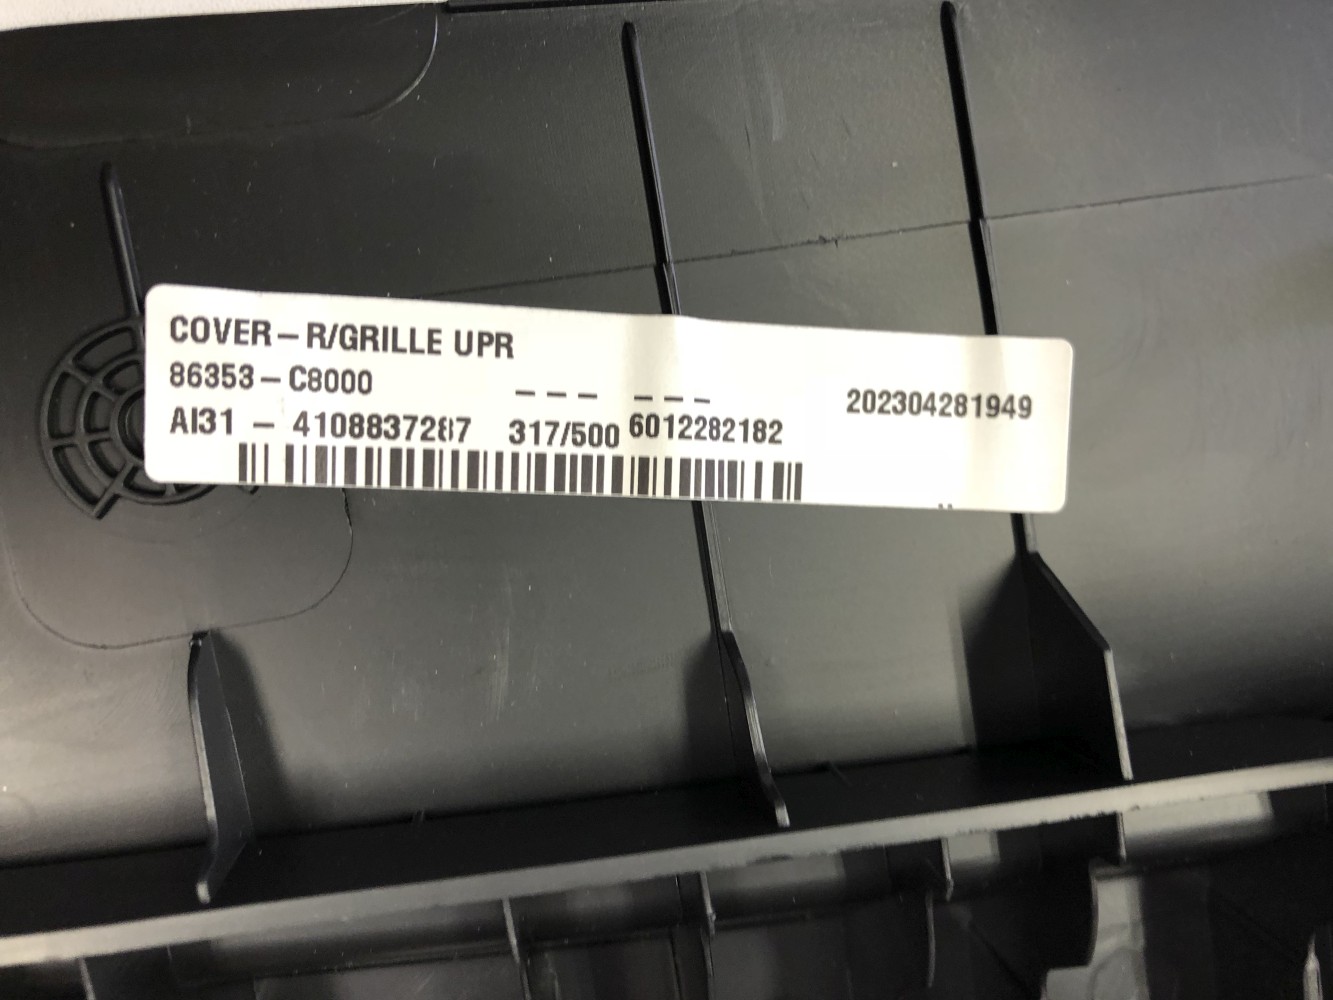 COVER – R/GRILLE UPR
86353 – C8000 – – – – – – 202304281949
AI31 – 4108837287 317/500 6012282182